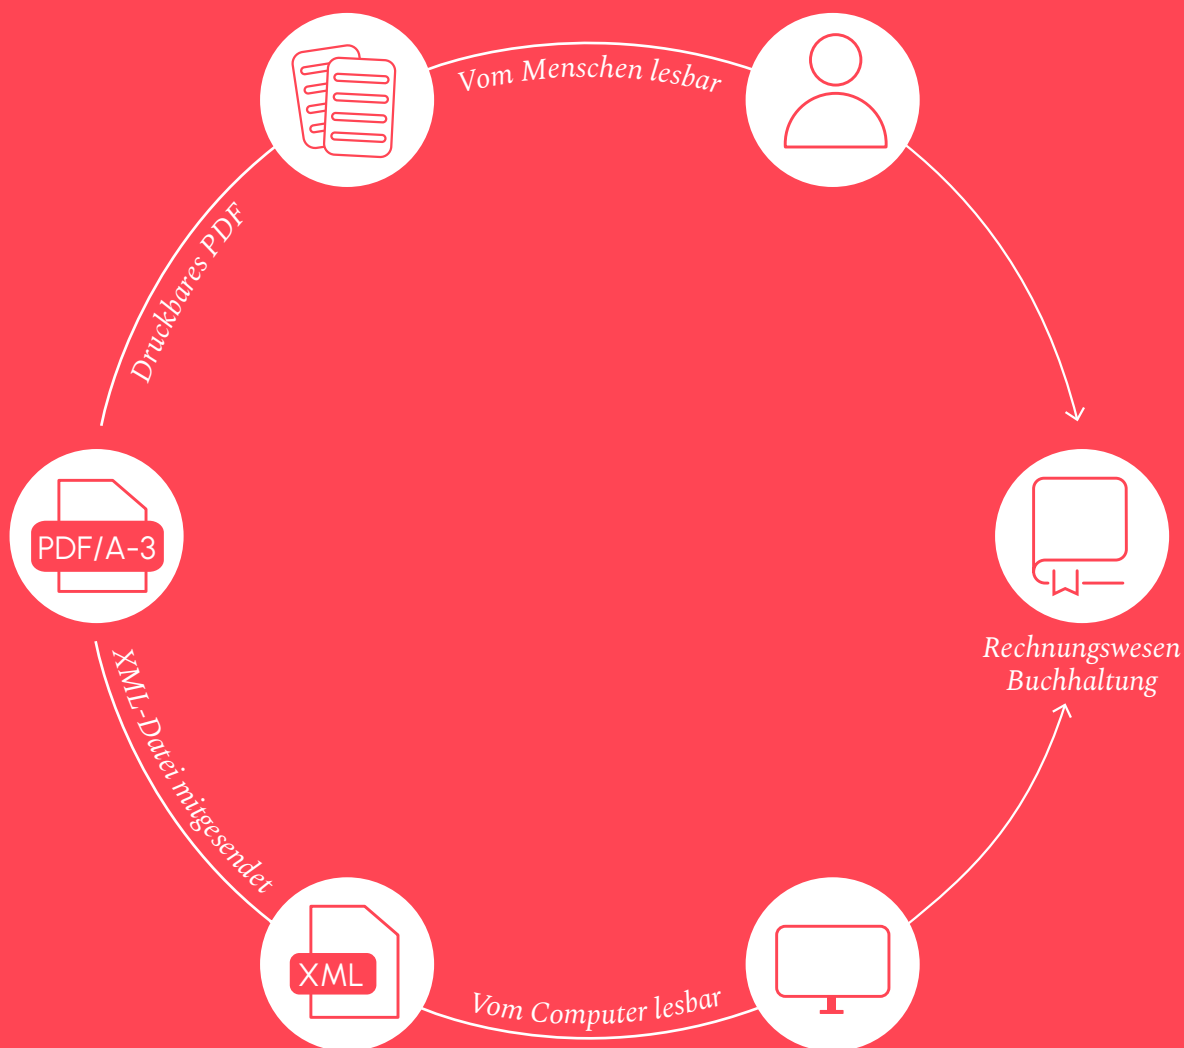 Vom Menschen lesbar
Druckbares PDF
PDF/A-3
Rechnungswesen
Buchhaltung
XML-Datei mitgesendet
XML
Vom Computer lesbar